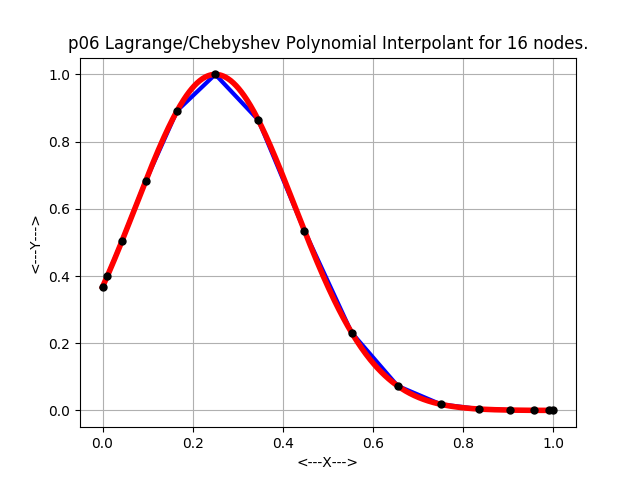 p06 Lagrange/Chebyshev Polynomial Interpolant for 16 nodes.
1.0
0.8
0.6
0.4
0.2
0.0
<---Y--->
0.0 0.2 0.4 0.6 0.8 1.0
<---X--->